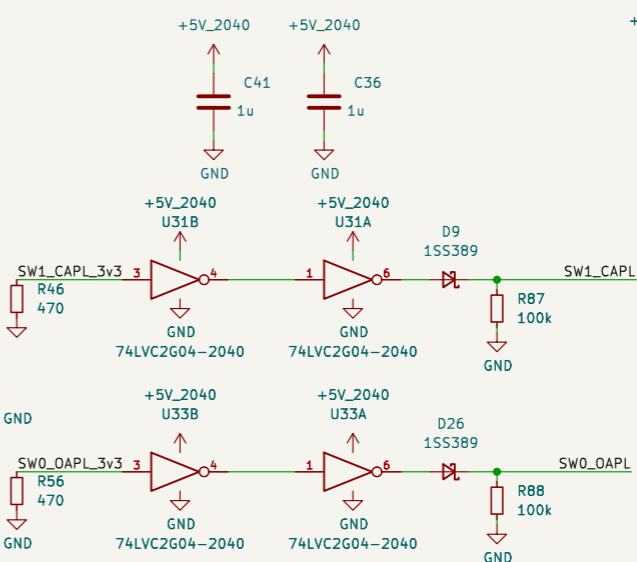 +5V_2040 +5V_2040 +
C41 C36
1u 1u
GND GND
+5V_2040 +5V_2040
U31B U31A
D9
1SS389
SW1_CAPL_3v3 3 4 1 6 SW1_CAPL
R46 R87
470 100k
GND GND
74LVC2G04-2040 74LVC2G04-2040
GND
+5V_2040 +5V_2040
U33B U33A
GND
D26
1SS389
SW0_OAPL_3v3 3 4 1 6 SW0_OAPL
R56 R88
470 100k
GND GND
GND
74LVC2G04-2040 74LVC2G04-2040
GND